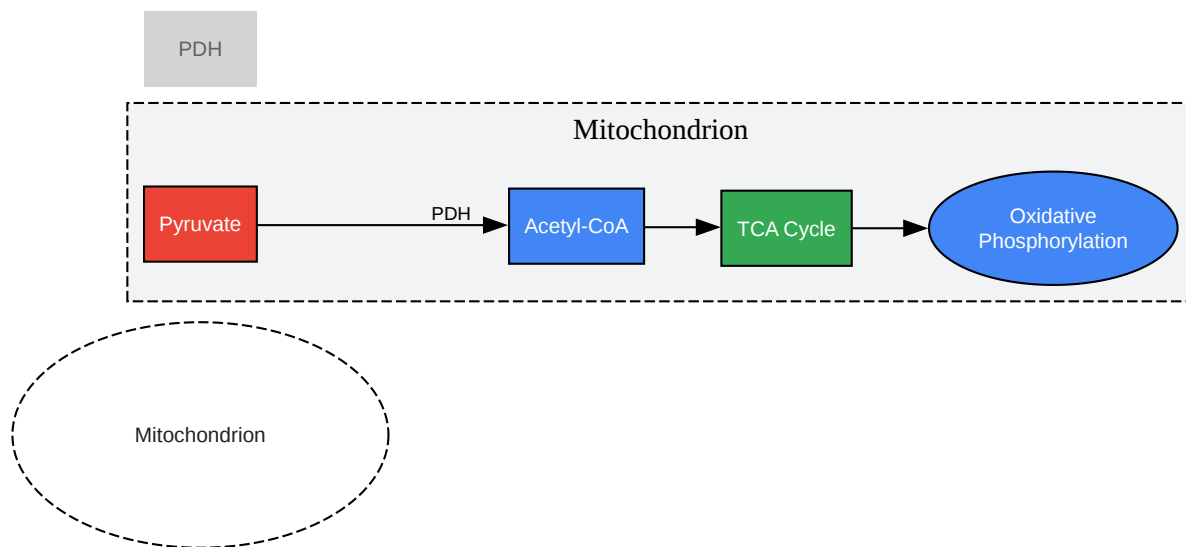 PDH
Mitochondrion
Pyruvate
PDH
Acetyl-CoA
TCA Cycle
Oxidative
Phosphorylation
Mitochondrion